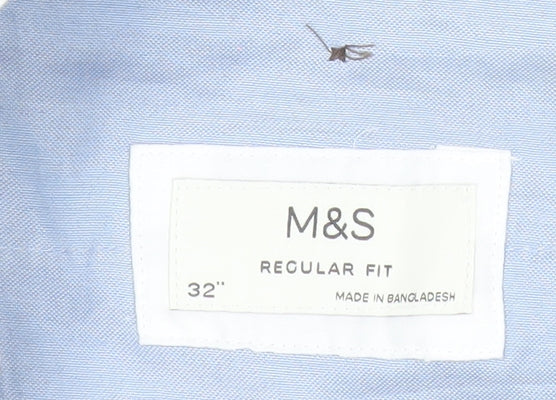 M&S
REGULAR FIT
32"
MADE IN BANGLADESH